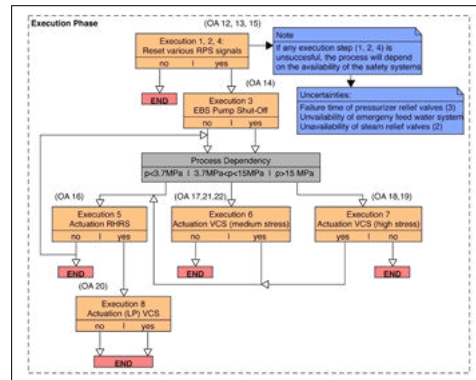 Execution Phase
(OA 12, 13, 15)
Execution 1, 2, 4:
Reset various RPS signals
no I yes
Note
If any execution step (1, 2, 4) is
unsuccesful, the process will depend
on the availability of the safety systems
END
(OA 14)
Execution 3
EBS Pump Shut-Off
no I yes
Uncertainties:
Failure time of pressurizer relief valves (3)
Unvailability of emergeny feed water system
Unavailability of steam relief valves (2)
Process Dependency
p<3.7MPa I 3.7MPa<p<15MPa I p>15 MPa
(OA 16)
Execution 5
Actuation RHRS
no I yes
(OA 17,21,22)
Execution 6
Actuation VCS (medium stress)
no I yes
(OA 18,19)
Execution 7
Actuation VCS (high stress)
yes I no
END
END
END
(OA 20)
Execution 8
Actuation (LP) VCS
no I yes
END